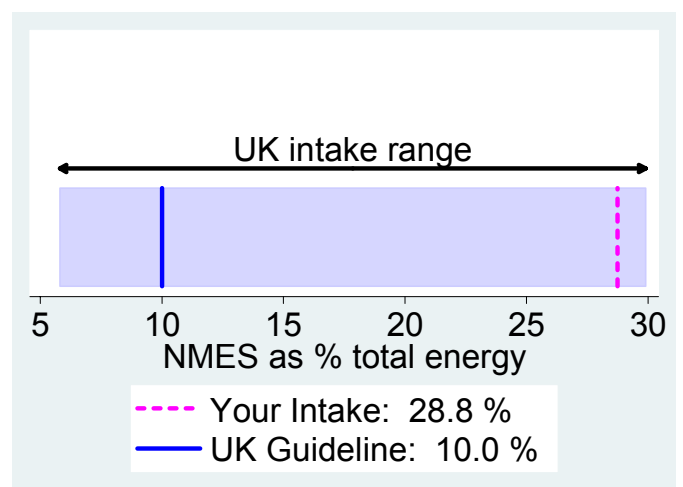 UK intake range
5 10 15 20 25 30
NMES as % total energy
Your Intake: 28.8 %
UK Guideline: 10.0 %